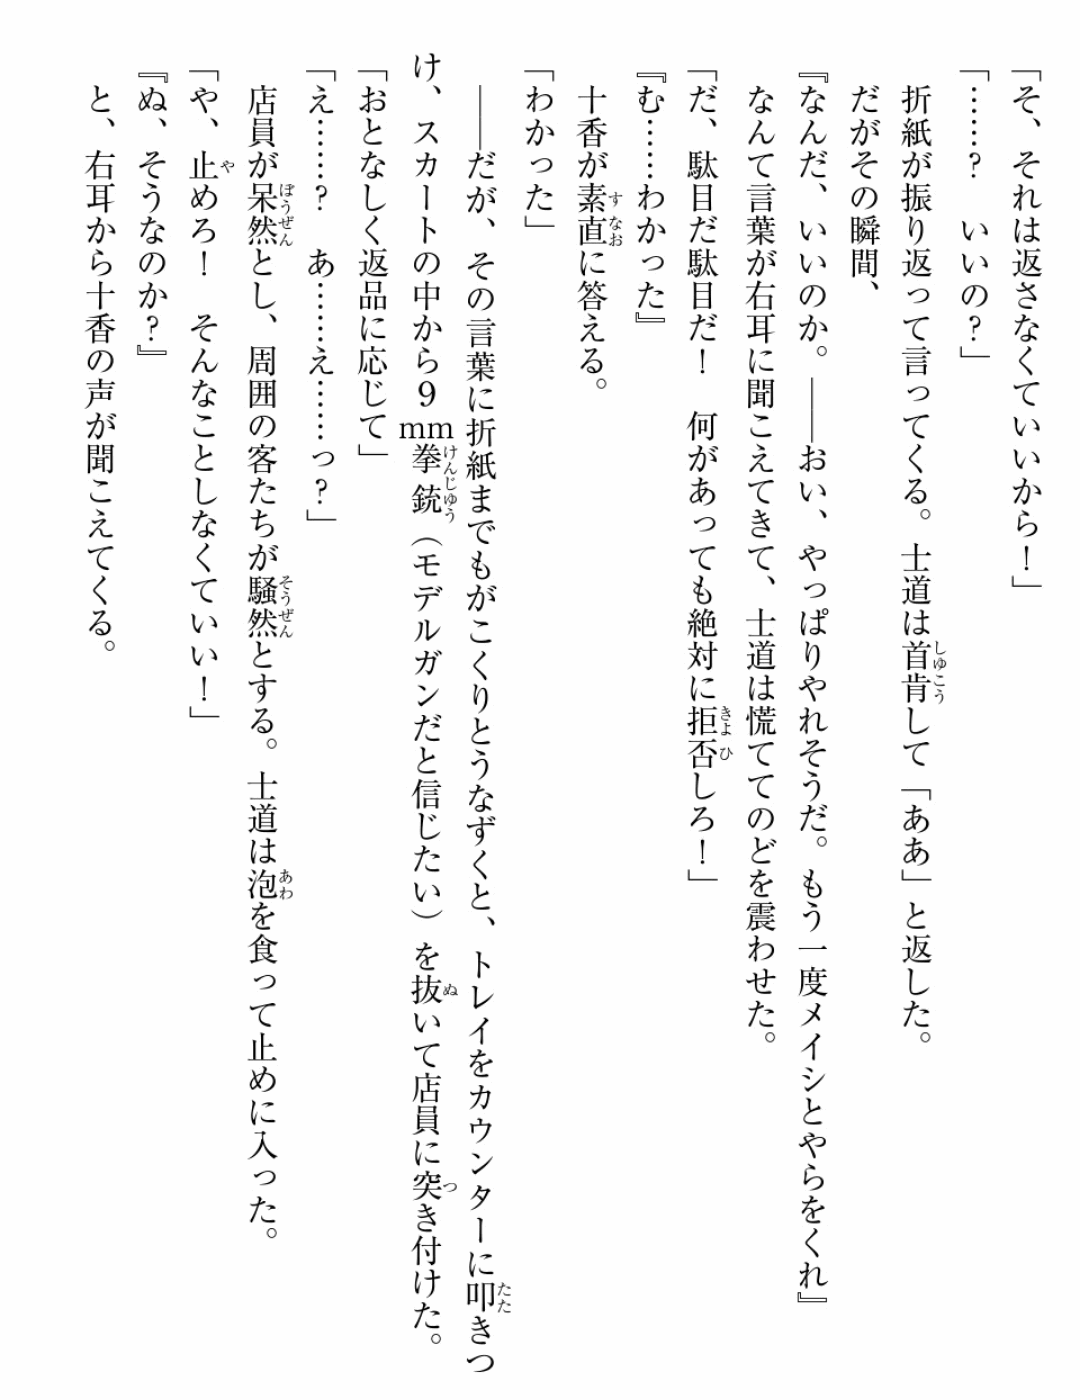 「そ、それは返さなくていいから！」
「……？　いいの？」
折紙が振り返って言ってくる。士道は首肯して「ああ」と返した。
だがその瞬間、
『なんだ、いいのか。――おい、やっぱりやれそうだ。もう一度メイシとやらをくれ』
なんて言葉が右耳に聞こえてきて、士道は慌ててのどを震わせた。
「だ、駄目だ駄目だ！　何があっても絶対に拒否しろ！」
『む……わかった』
十香が素直に答える。
「わかった」
――だが、その言葉に折紙までもがこくりとうなずくと、トレイをカウンターに叩きつ
け、スカートの中から９mm拳銃（モデルガンだと信じたい）を抜いて店員に突き付けた。
「おとなしく返品に応じて」
「え……？　あ……え……っ？」
店員が呆然とし、周囲の客たちが騒然とする。士道は泡を食って止めに入った。
「や、止めろ！　そんなことしなくていい！」
『ぬ、そうなのか？』
と、右耳から十香の声が聞こえてくる。